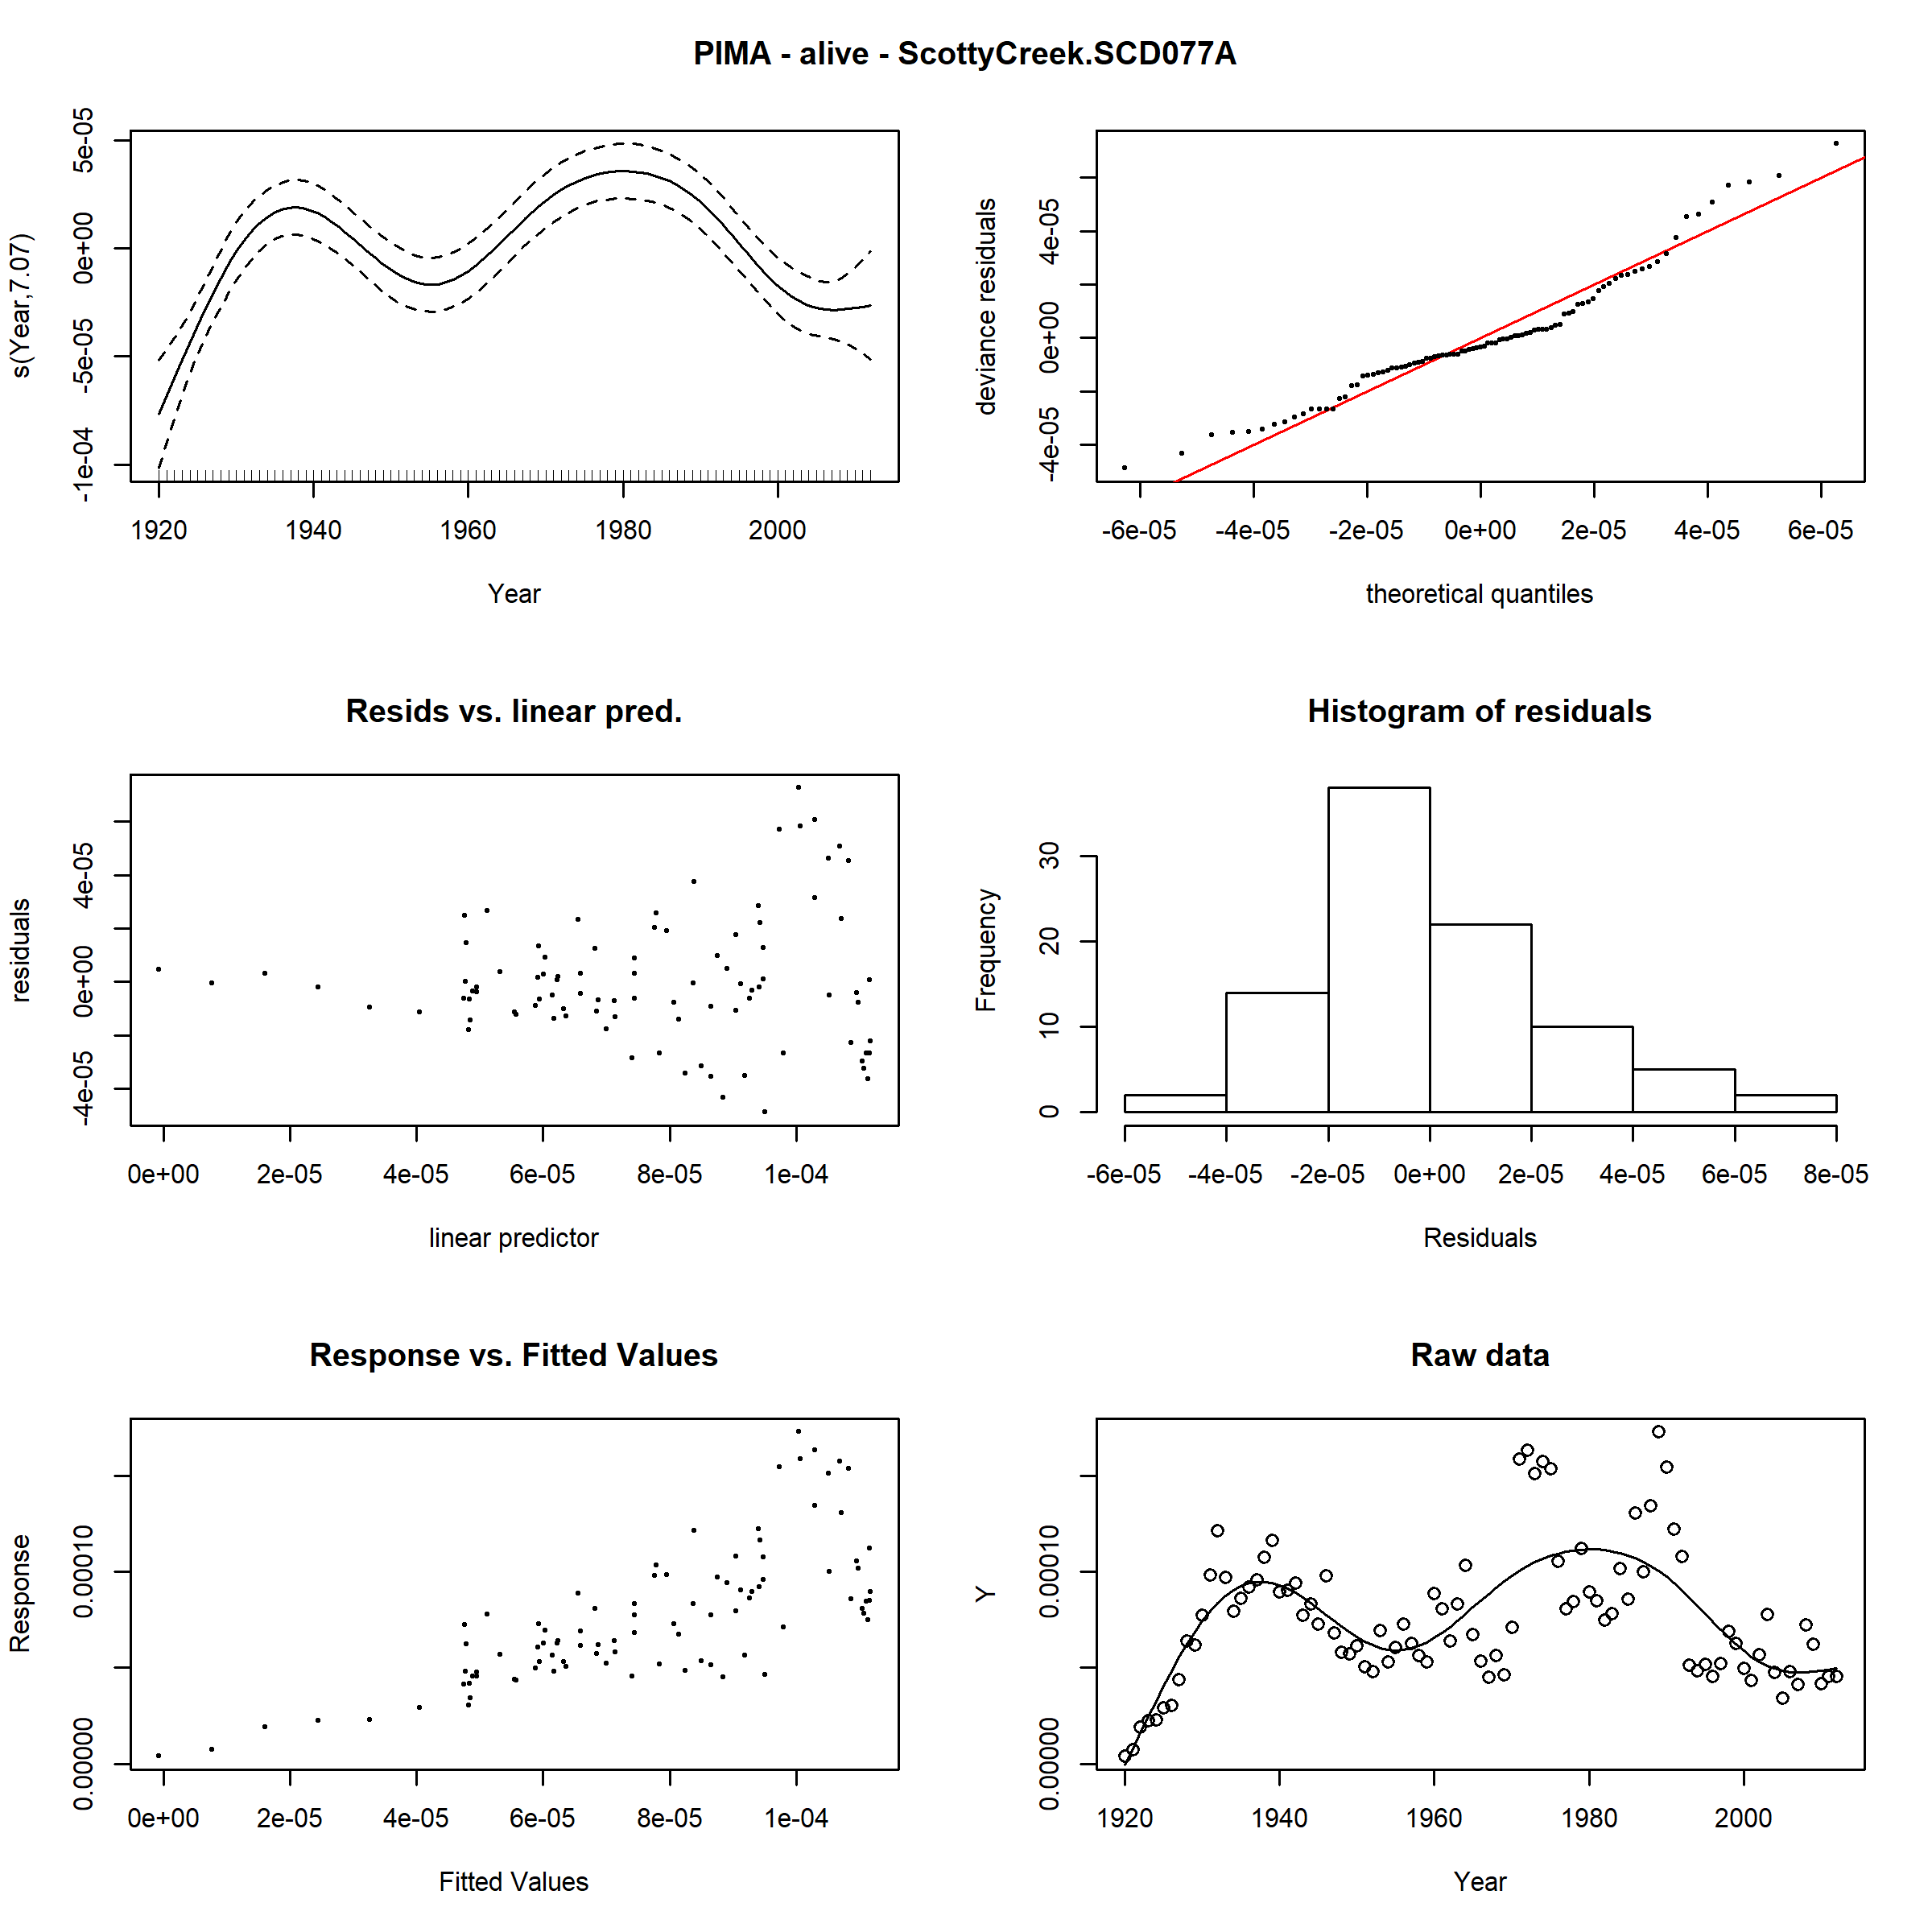 PIMA - alive - ScottyCreek.SCD077A
s(Year,7.07)
-1e-04 -5e-05 0e+00 5e-05
1920 1940 1960 1980 2000
Year
deviance residuals
-4e-05 0e+00 4e-05
-6e-05 -4e-05 -2e-05 0e+00 2e-05 4e-05 6e-05
theoretical quantiles
Resids vs. linear pred.
residuals
-4e-05 0e+00 4e-05
0e+00 2e-05 4e-05 6e-05 8e-05 1e-04
linear predictor
Histogram of residuals
Frequency
0 10 20 30
-6e-05 -4e-05 -2e-05 0e+00 2e-05 4e-05 6e-05 8e-05
Residuals
Response vs. Fitted Values
Response
0.00000 0.00010
0e+00 2e-05 4e-05 6e-05 8e-05 1e-04
Fitted Values
Raw data
Y
0.00000 0.00010
1920 1940 1960 1980 2000
Year